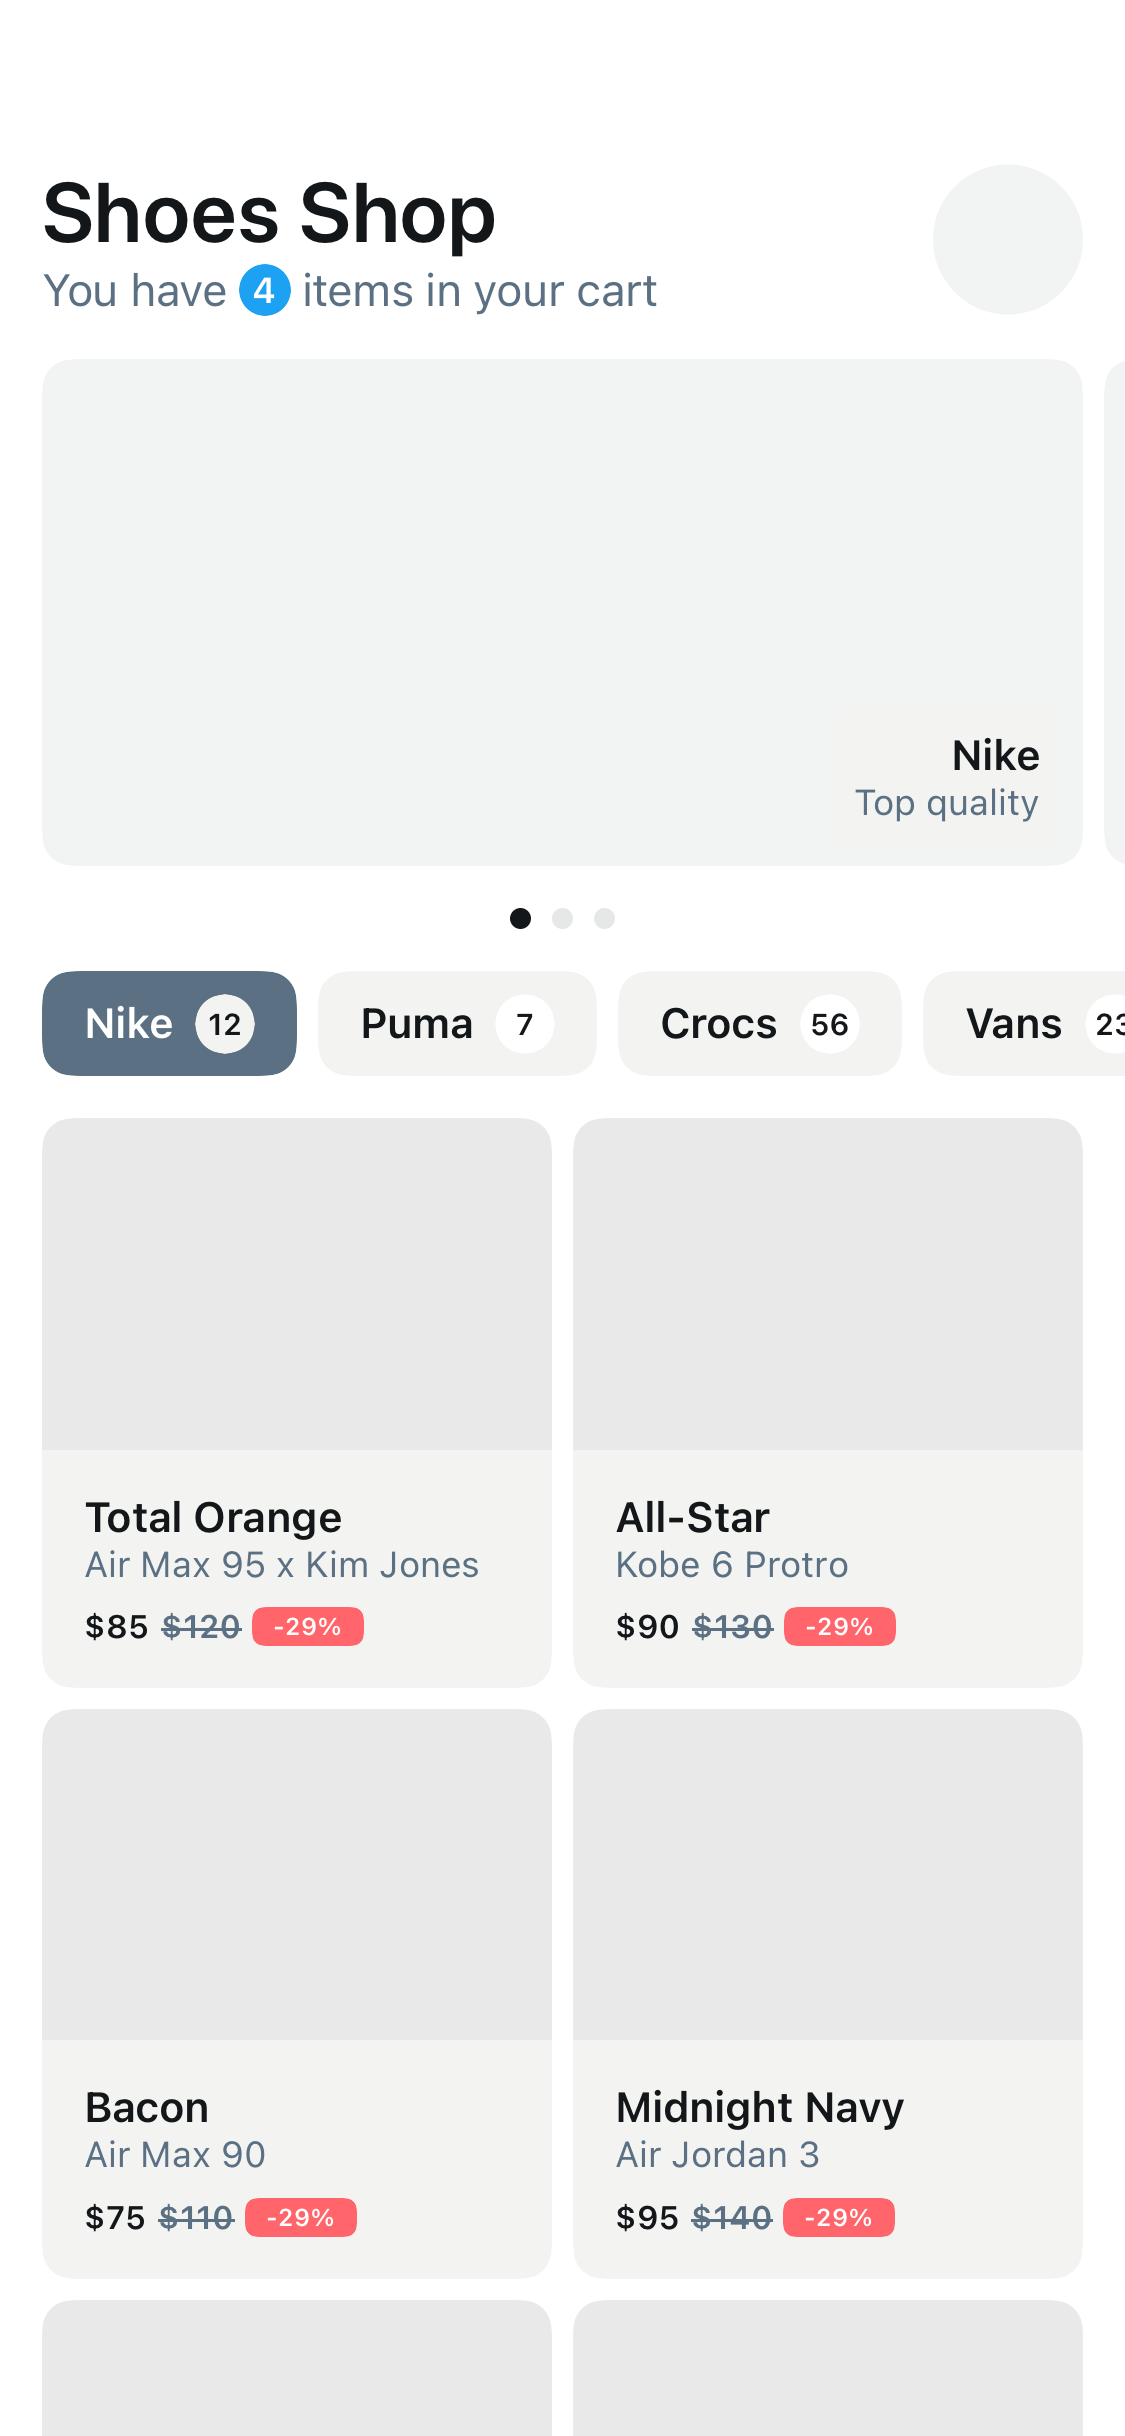 Shoes Shop
You have 4 items in your cart
Nike
Top quality
Nike 12 Puma 7 Crocs 56 Vans 23
Total Orange
Air Max 95 x Kim Jones
$85 $120 -29%
All-Star
Kobe 6 Protro
$90 $130 -29%
Bacon
Air Max 90
$75 $110 -29%
Midnight Navy
Air Jordan 3
$95 $140 -29%